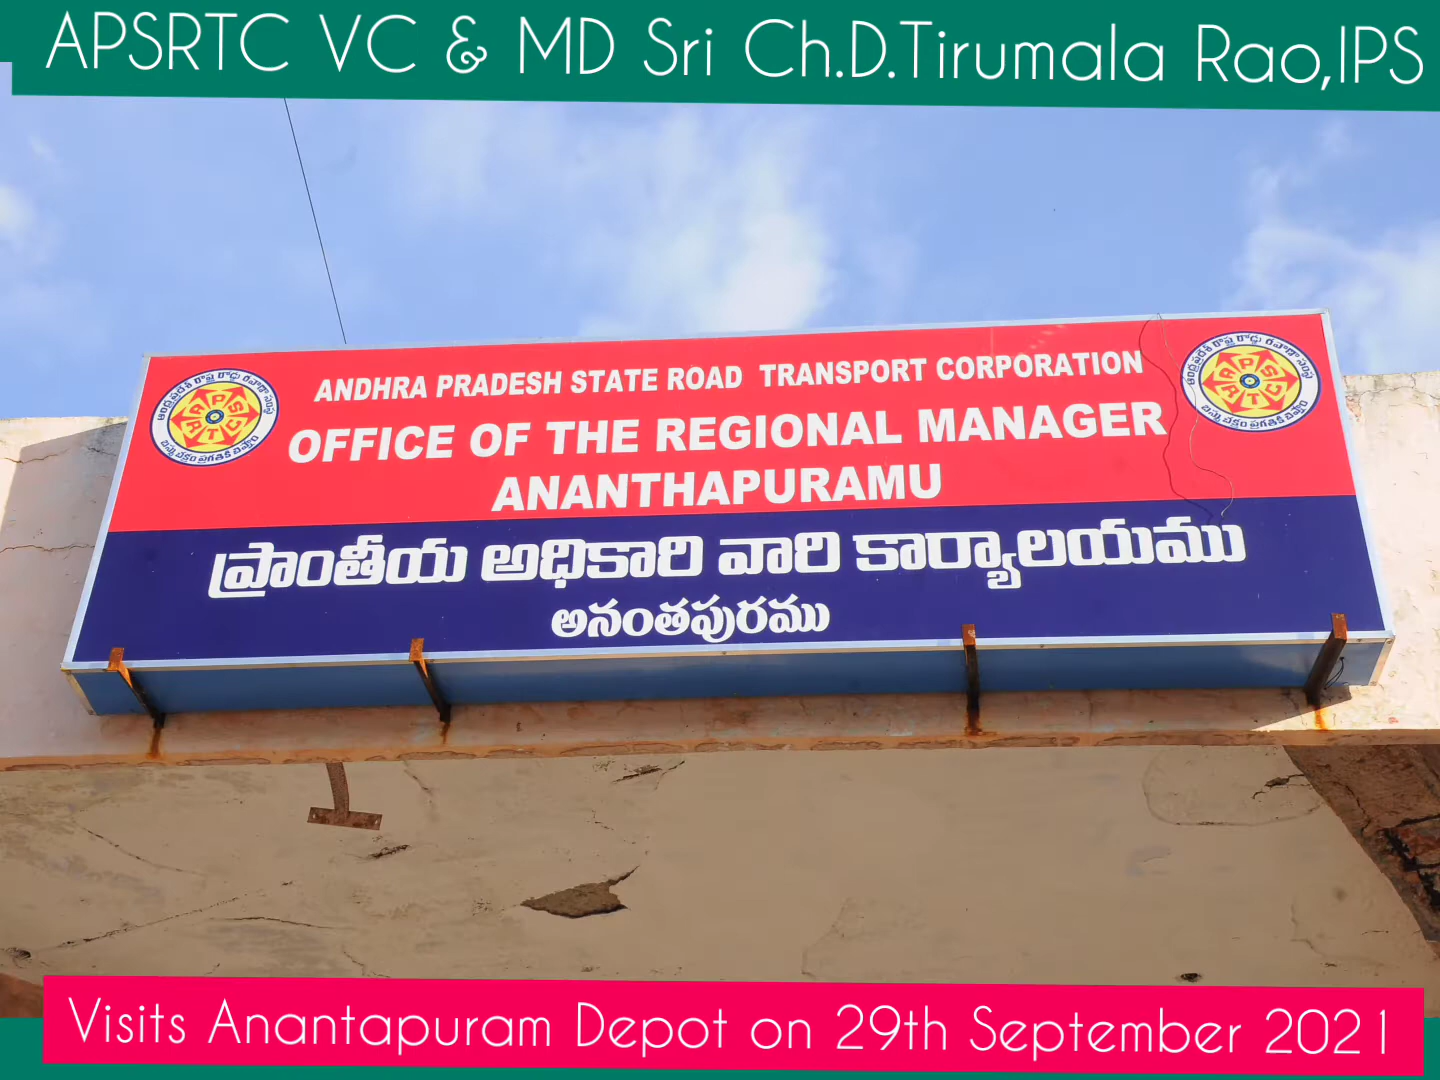 APSRTC VC & MD Sri Ch.D.Tirumala Rao,IPS
ANDHRA PRADESH STATE ROAD TRANSPORT CORPORATION
OFFICE OF THE REGIONAL MANAGER
ANANTHAPURAMU
ప్రాంతీయ అధికారి వారి కార్యాలయము
అనంతపురము
Visits Anantapuram Depot on 29th September 2021